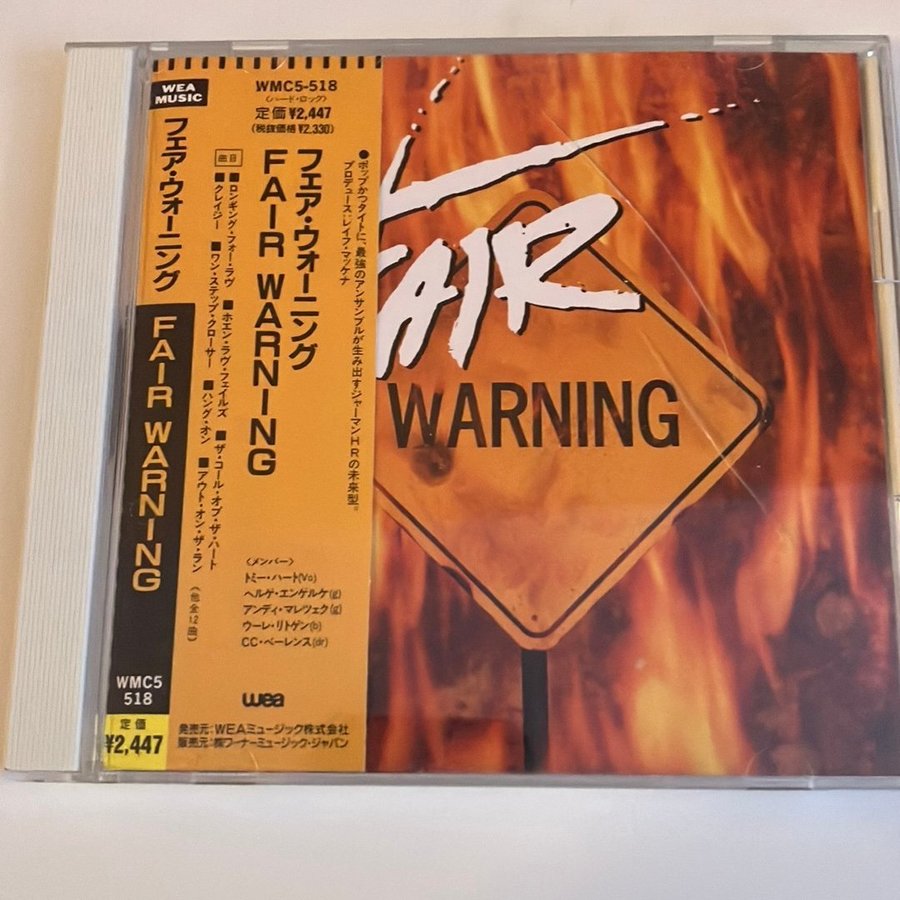 WEA
MUSIC
フェア・ウォーニング
FAIR WARNING
WMC5
518
定価
¥2,447
WMC5-518
〈ハード・ロック〉
定価¥2,447
(税抜価格 ¥2,330)
●ポップかつタイトに、最強のアンサンブルが生み出すジャーマンHRの未来型。
プロデュース:レイフ・マッケナ
フェア・ウォーニング
FAIR WARNING
曲目
■ロンギング・フォー・ラヴ ■ホエン・ラヴ・フェイルズ ■ザ・コール・オブ・ザ・ハート
■クレイジー ■ワン・ステップ・クローサー ■ハング・オン ■アウト・オン・ザ・ラン
(他全12曲)
〈メンバー〉
トミー・ハート(Vo)
ヘルゲ・エンゲルケ(g)
アンディ・マレツェク(g)
ウーレ・リトゲン(b)
CC・ベーレンス(dr)
wea
発売元:WEAミュージック株式会社
販売元:㈱ワーナーミュージック・ジャパン
FAIR
WARNING